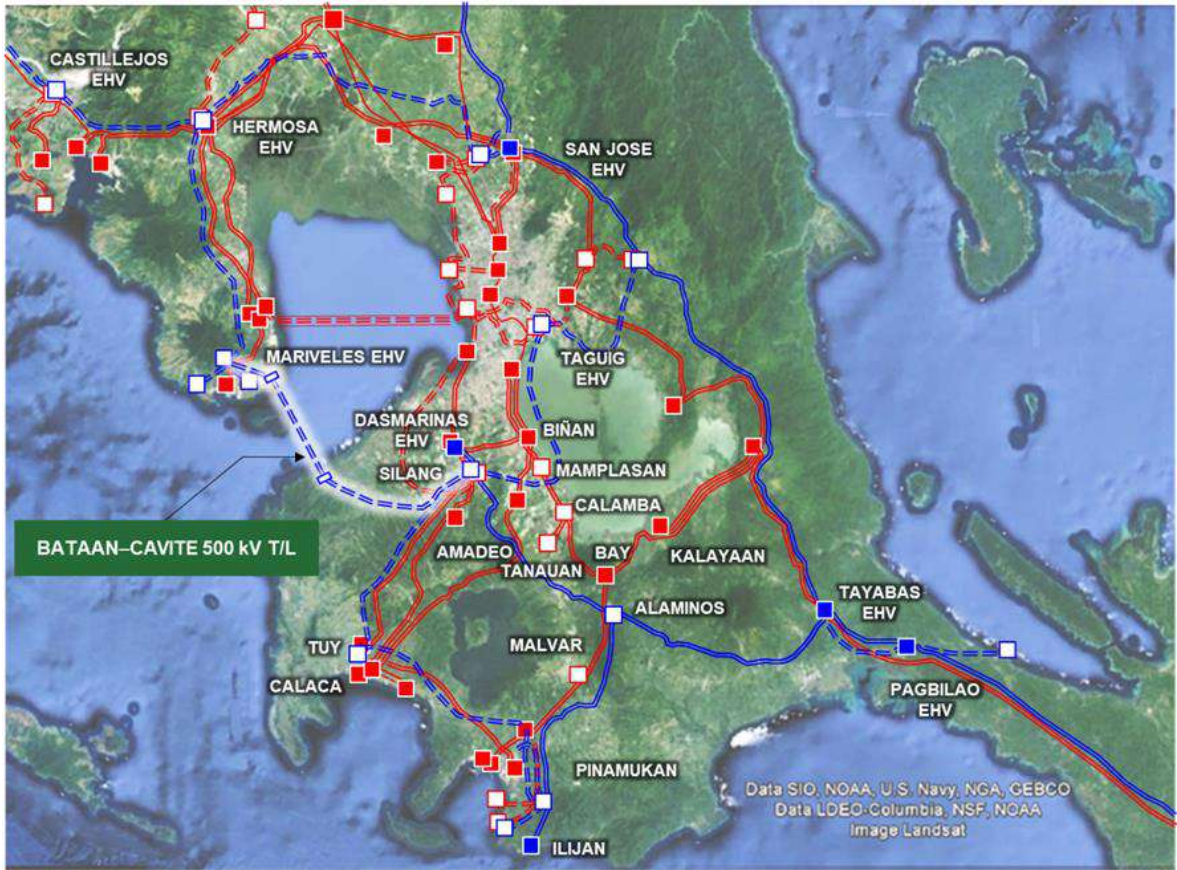 CASTILLEJOS
EHV
HERMOSA
EHV
SAN JOSE
EHV
MARIVELES EHV
TAGUIG
EHV
DASMARINAS
EHV
BIÑAN
SILANG
MAMPLASAN
CALAMBA
BATAAN–CAVITE 500 kV T/L
AMADEO
TANAUAN
BAY
KALAYAAN
ALAMINOS
TAYABAS
EHV
TUY
MALVAR
CALACA
PAGBILAO
EHV
PINAMUKAN
Data SIO, NOAA, U.S. Navy, NGA, GEBCO
Data LDEO-Columbia, NSF, NOAA
Image Landsat
ILIJAN